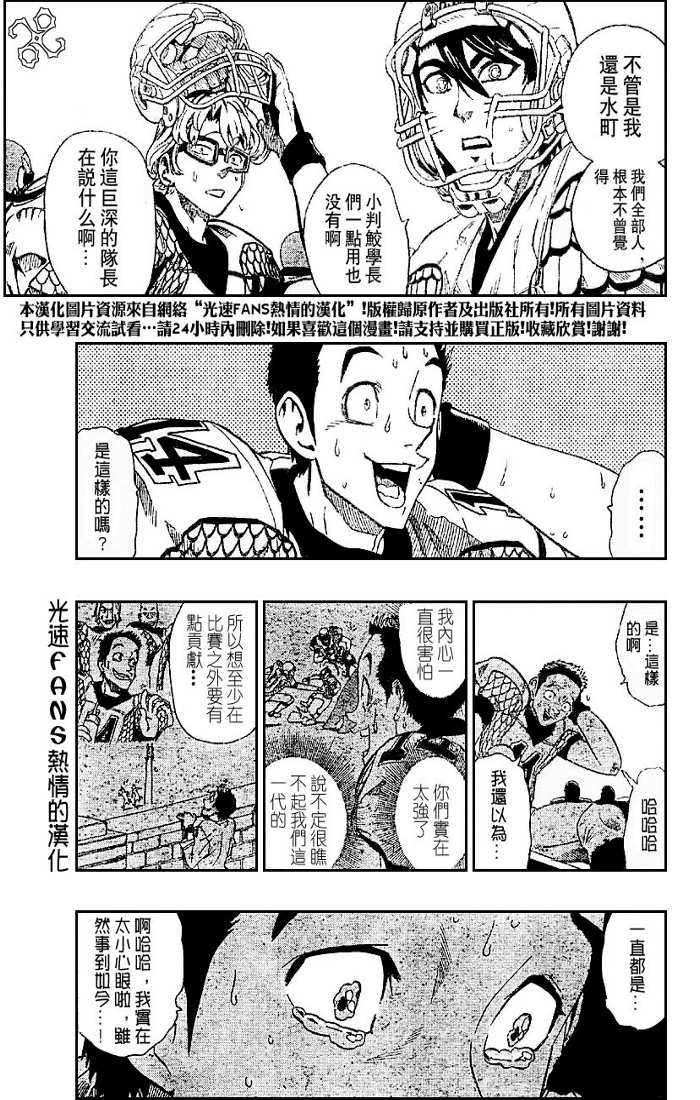 不管是我
還是水町
我們全部人，
根本不曾覺
得
小判鮫學長
們一點用也
沒有啊
你這巨深的隊長
在説什么啊…
本漢化圖片資源來自網絡“光速FANS熱情的漢化”!版權歸原作者及出版社所有!所有圖片資料
只供學習交流試看…請24小時內刪除!如果喜歡這個漫畫!請支持並購買正版!收藏欣賞!謝謝!
……
14
1
是這樣
的嗎？
是…這樣
的啊
哈哈哈
我還以為…
14
我內心一
直很害怕
你們實在
太強了
說不定很瞧
不起我們這
一代的
所以想至少在
比賽之外要有
點貢獻…
14
光速FANS熱情的漢化
一直都是…
啊哈哈，我實在
太小心眼啦，雖
然事到如今…!